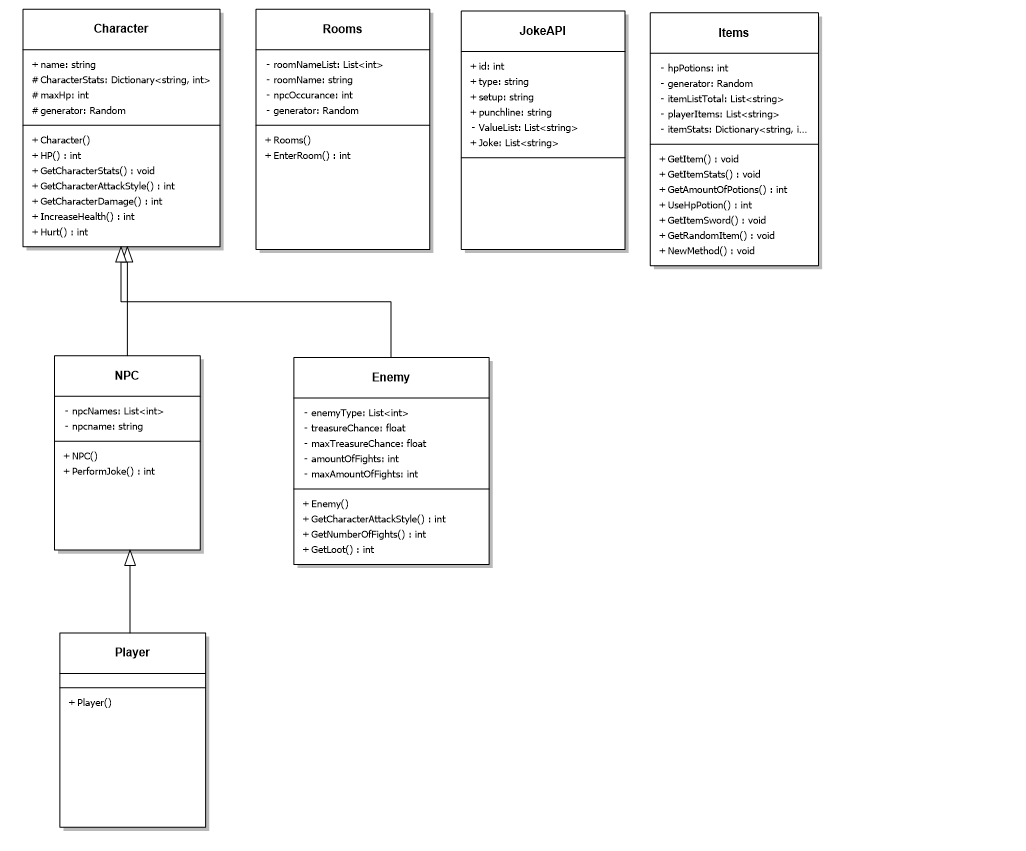 Character
+ name: string
# CharacterStats: Dictionary<string, int>
# maxHp: int
# generator: Random
+ Character()
+ HP() : int
+ GetCharacterStats() : void
+ GetCharacterAttackStyle() : int
+ GetCharacterDamage() : int
+ IncreaseHealth() : int
+ Hurt() : int
Rooms
- roomNameList: List<int>
- roomName: string
- npcOccurance: int
- generator: Random
+ Rooms()
+ EnterRoom() : int
JokeAPI
+ id: int
+ type: string
+ setup: string
+ punchline: string
- ValueList: List<string>
+ Joke: List<string>
Items
- hpPotions: int
- generator: Random
- itemListTotal: List<string>
- playerItems: List<string>
- itemStats: Dictionary<string, i...
+ GetItem() : void
+ GetItemStats() : void
+ GetAmountOfPotions() : int
+ UseHpPotion() : int
+ GetItemSword() : void
+ GetRandomItem() : void
+ NewMethod() : void
NPC
- npcNames: List<int>
- npcname: string
+ NPC()
+ PerformJoke() : int
Enemy
- enemyType: List<int>
- treasureChance: float
- maxTreasureChance: float
- amountOfFights: int
- maxAmountOfFights: int
+ Enemy()
+ GetCharacterAttackStyle() : int
+ GetNumberOfFights() : int
+ GetLoot() : int
Player
+ Player()